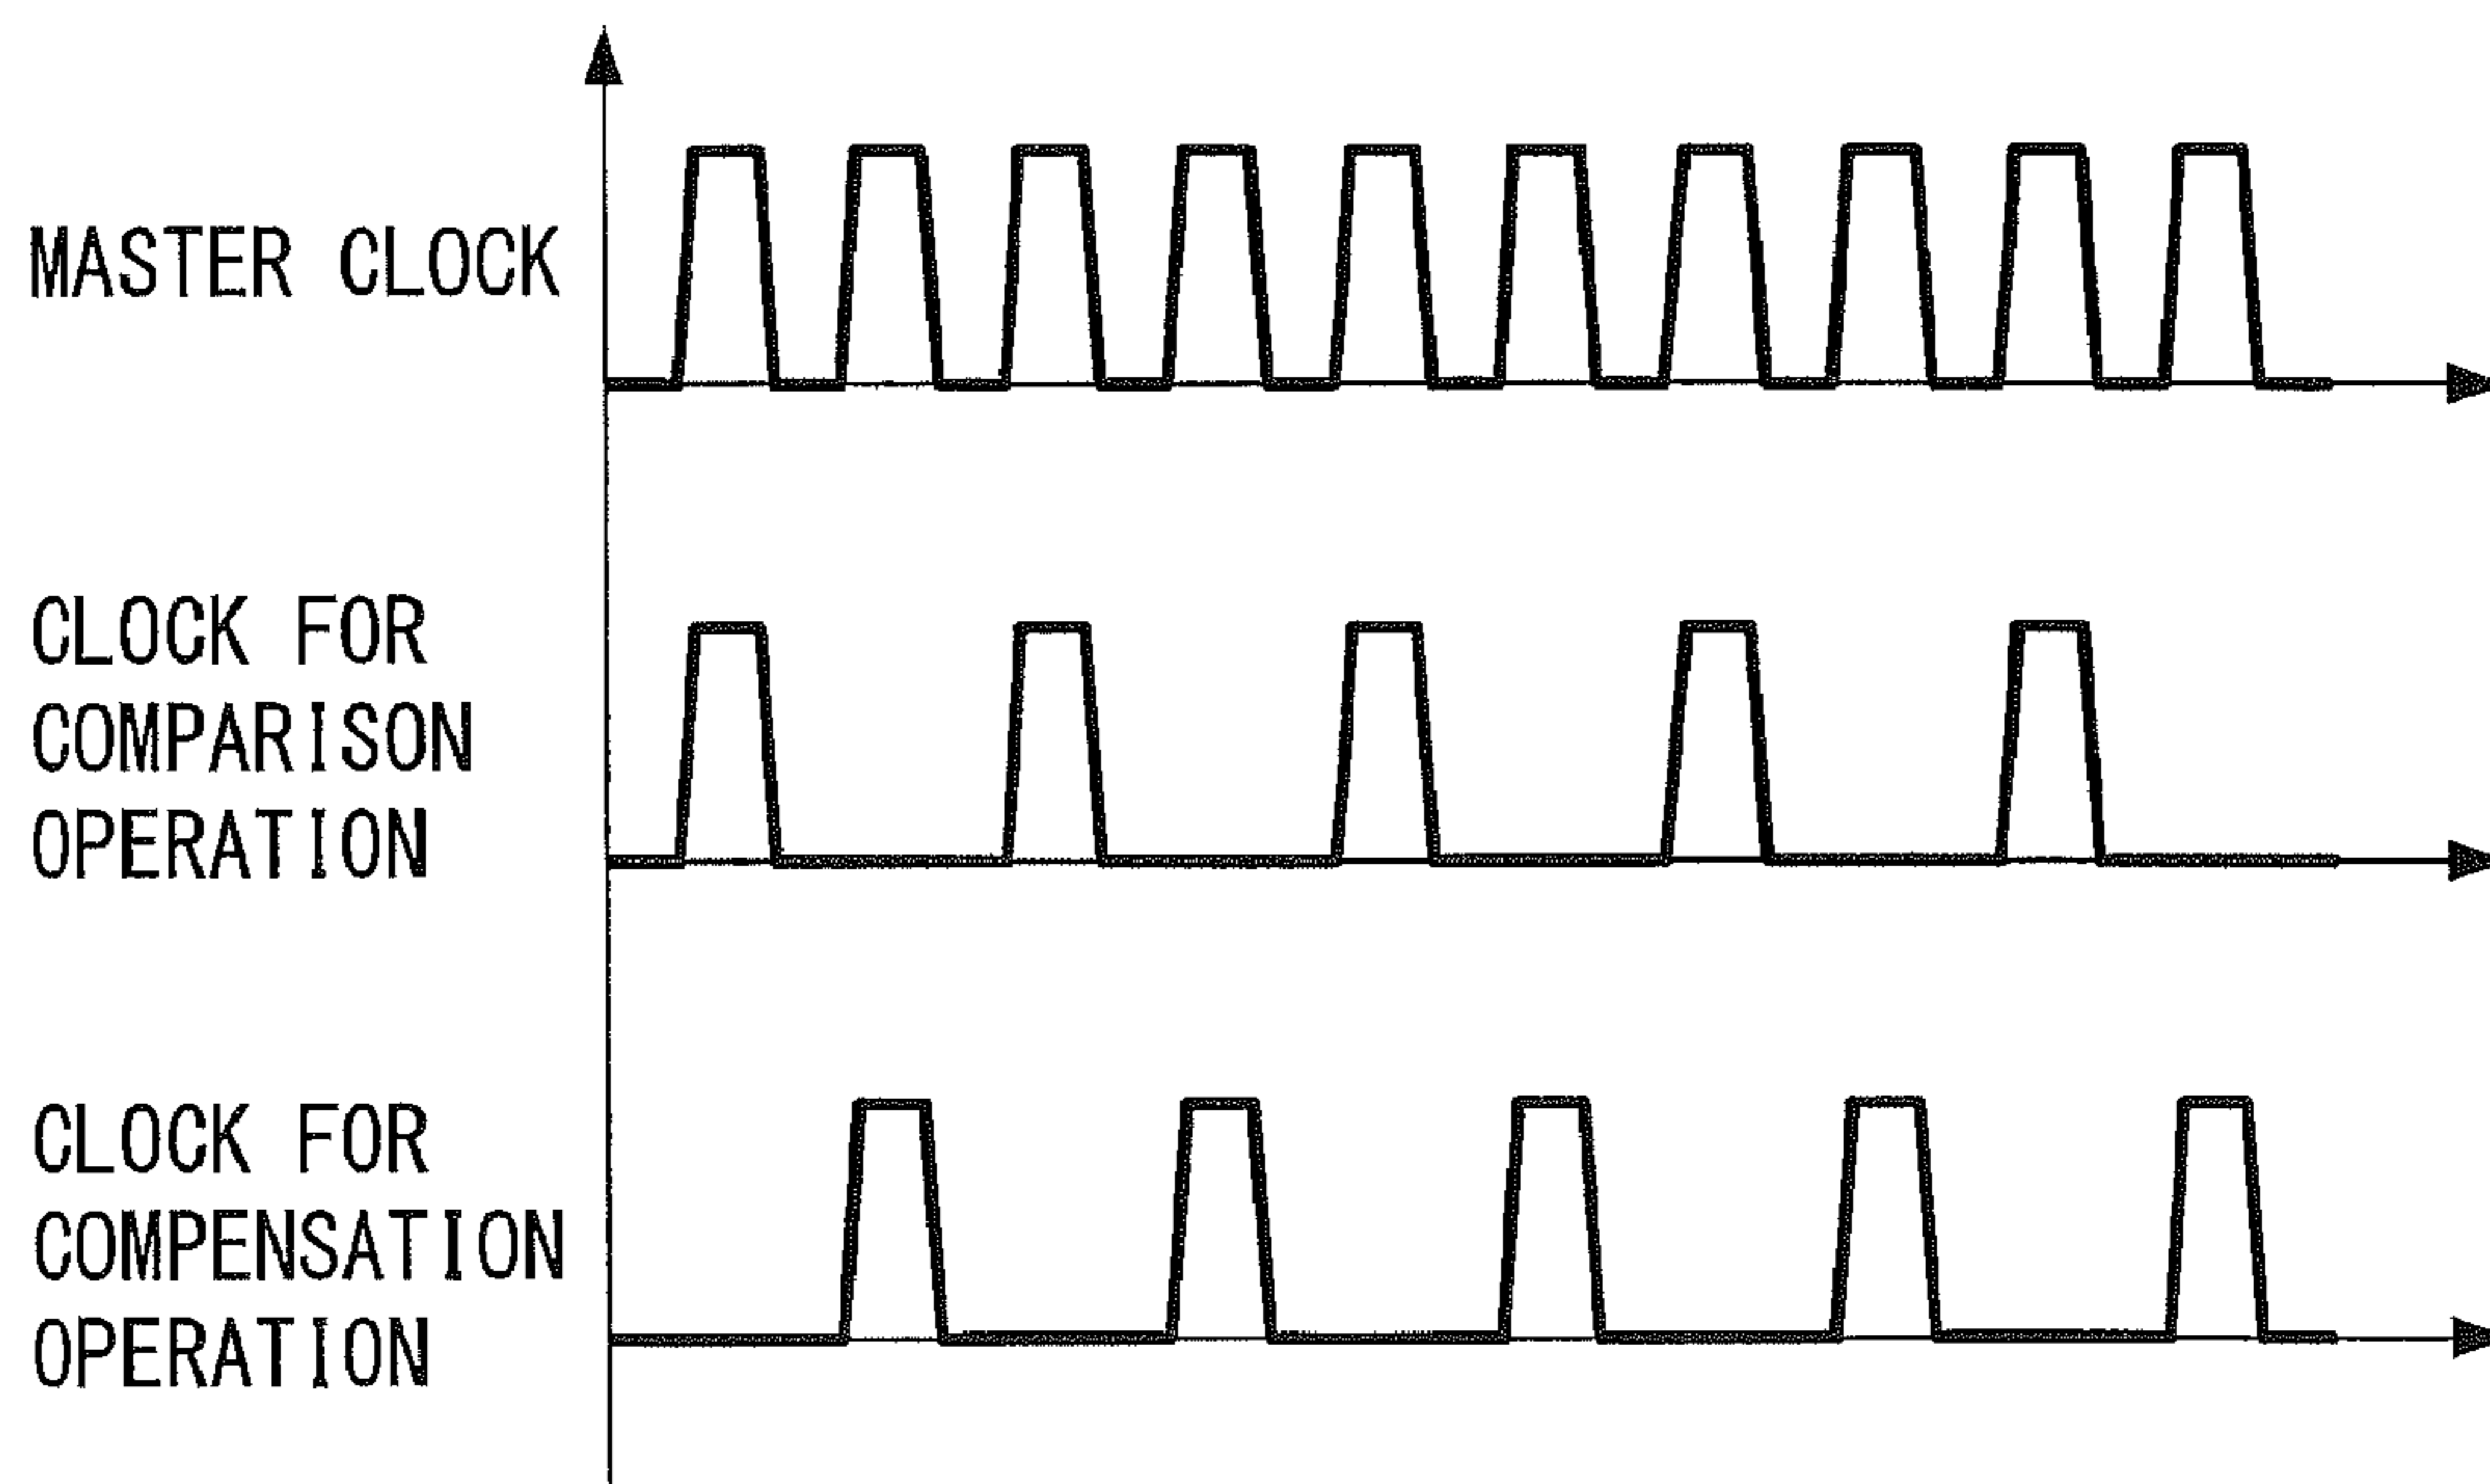 MASTER CLOCK
CLOCK FOR
COMPARISON
OPERATION
CLOCK FOR
COMPENSATION
OPERATION